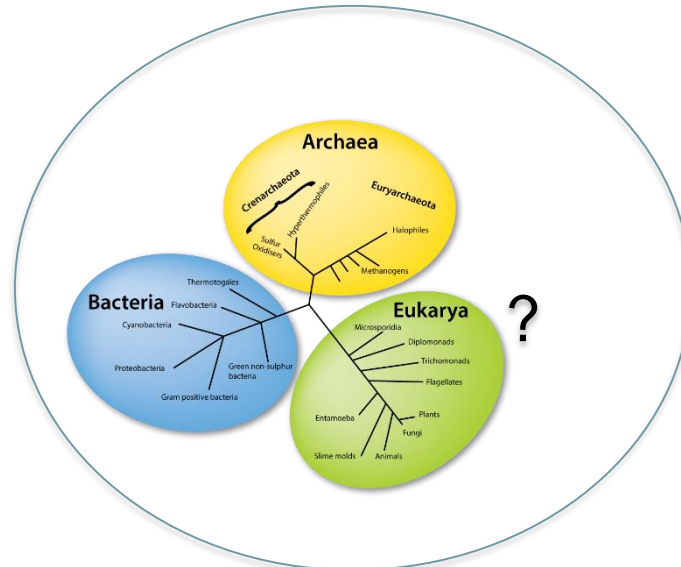 Archaea
Crenarchaeota
Hyperthermophiles
Euryarchaeota
Sulfur
Oxidisers
Halophiles
Methanogens
Bacteria
Thermotogales
Flavobacteria
Cyanobacteria
Proteobacteria
Green non-sulphur
bacteria
Gram positive bacteria
Eukarya
?
Microsporidia
Diplomonads
Trichomonads
Flagellates
Entamoeba
Plants
Fungi
Slime molds
Animals